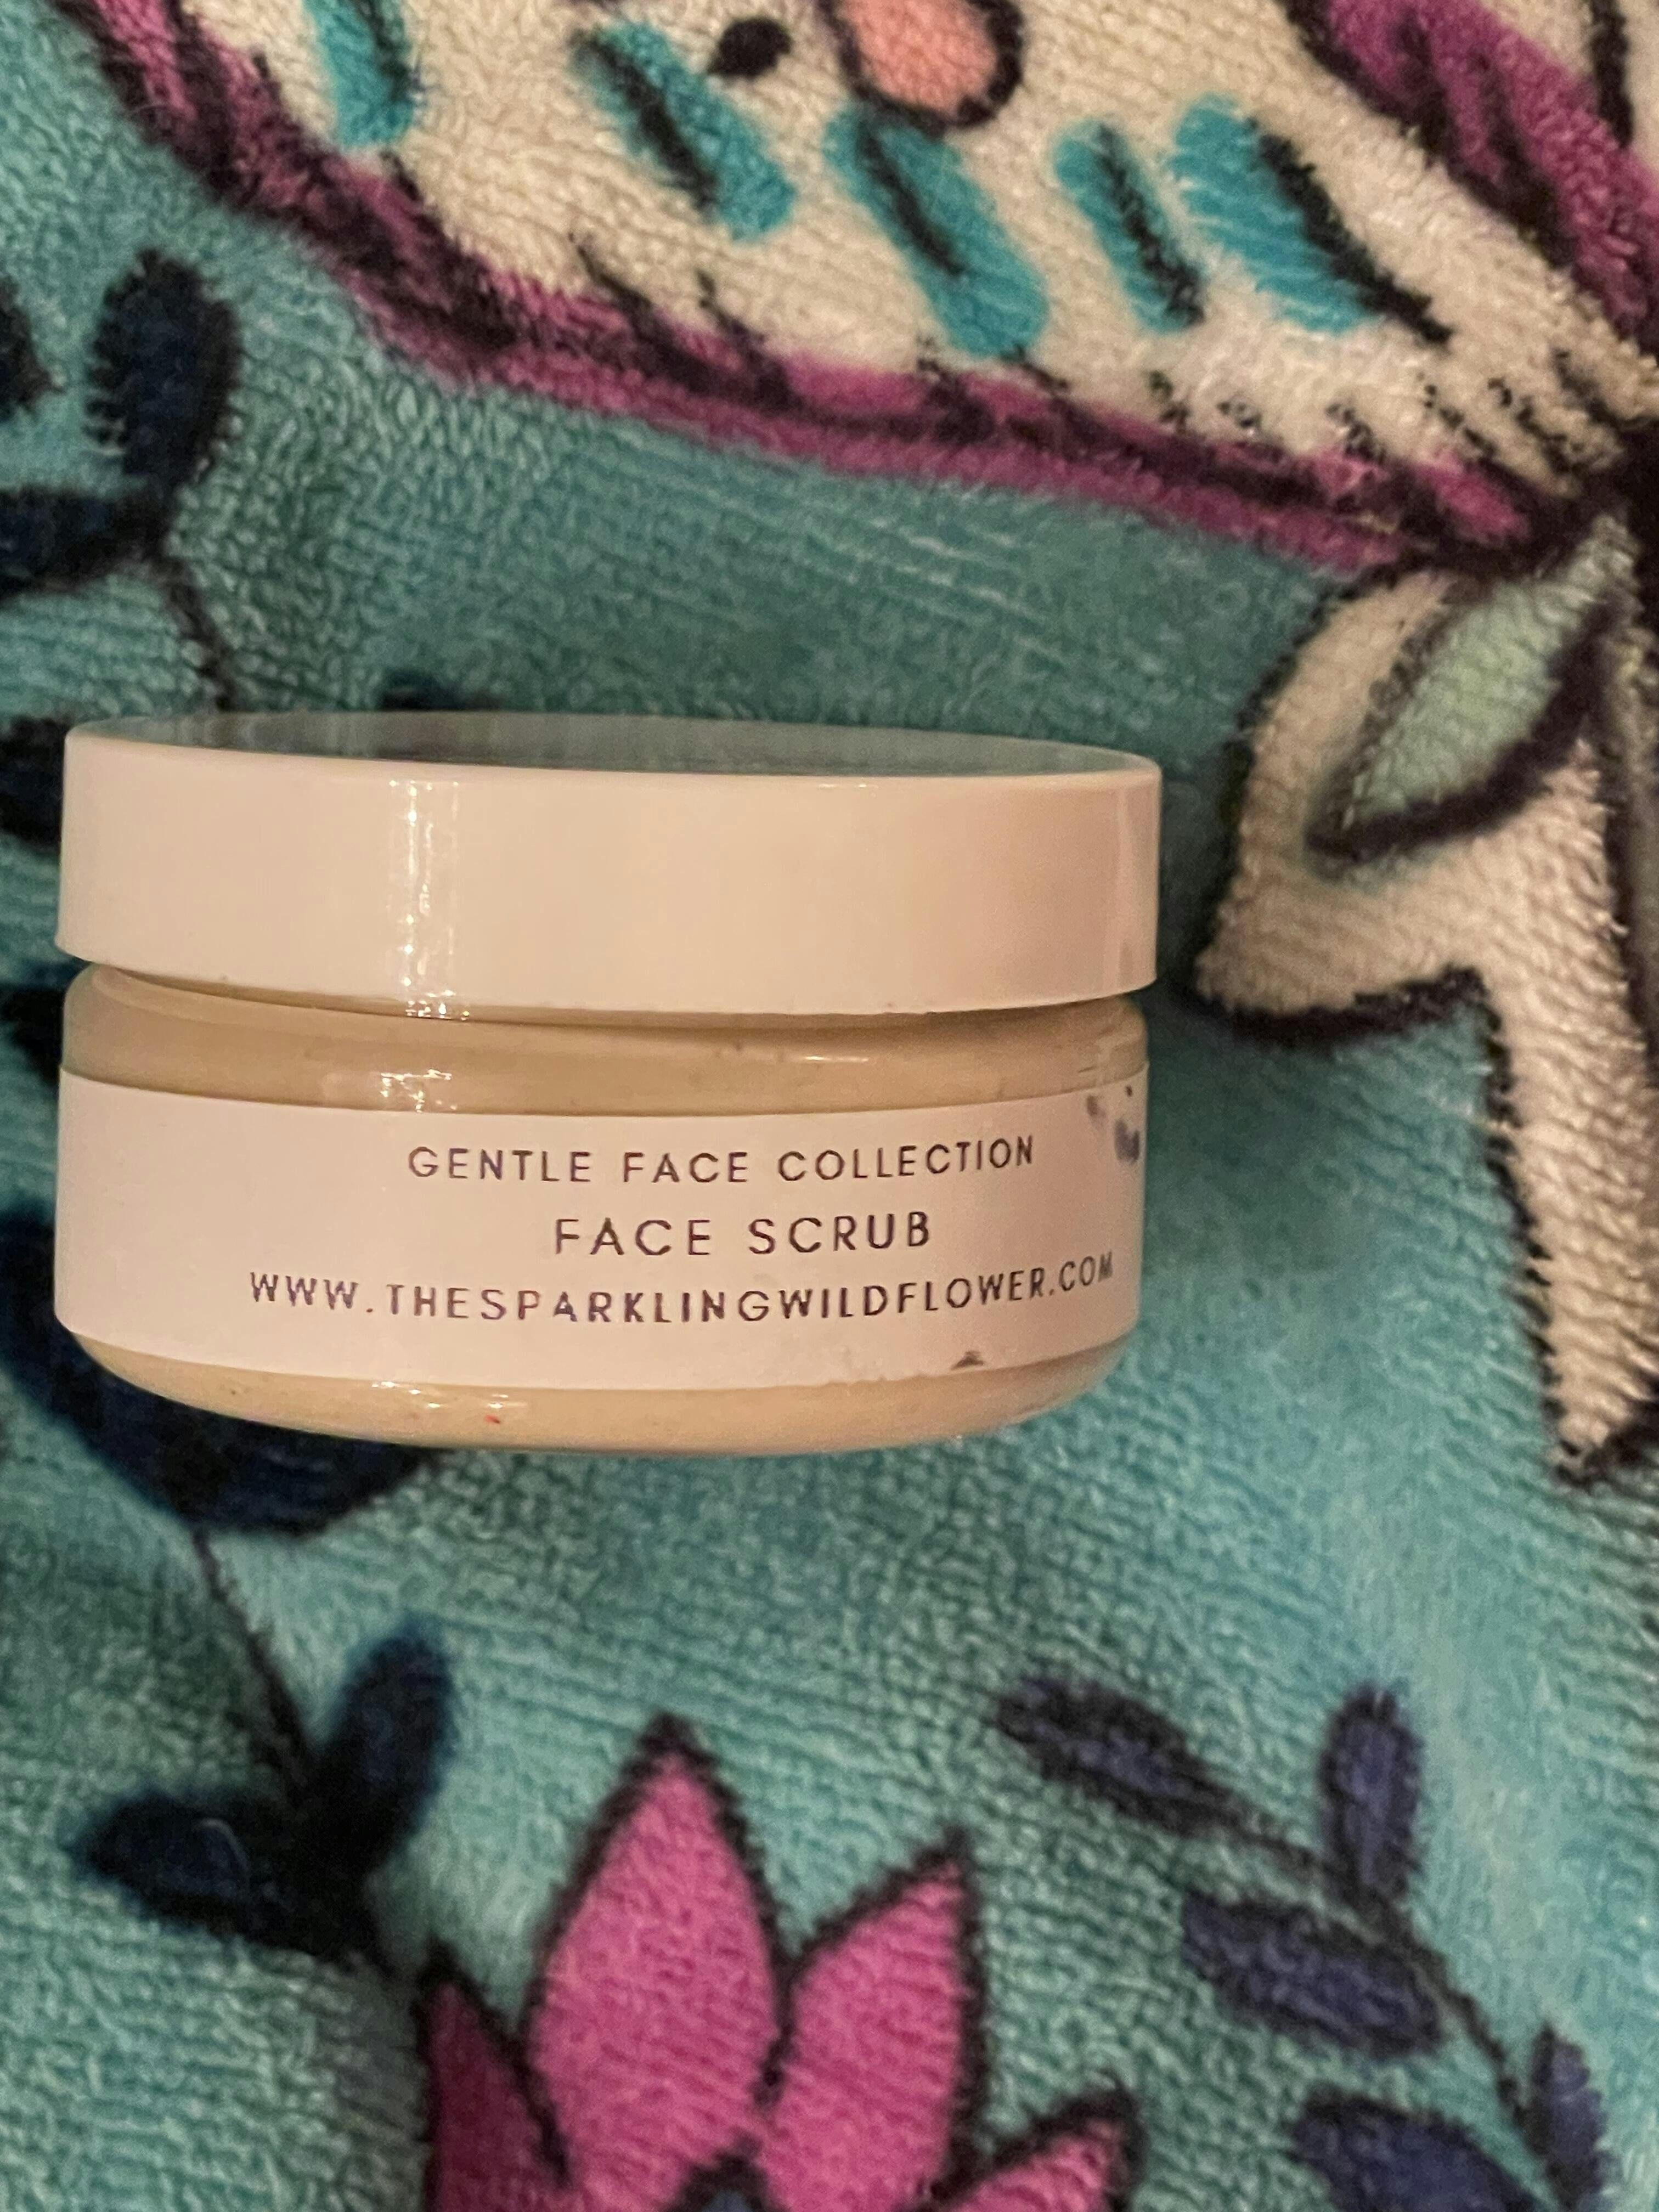 GENTLE FACE COLLECTION
FACE SCRUB
WWW.THESPARKLINGWILDFLOWER.COM